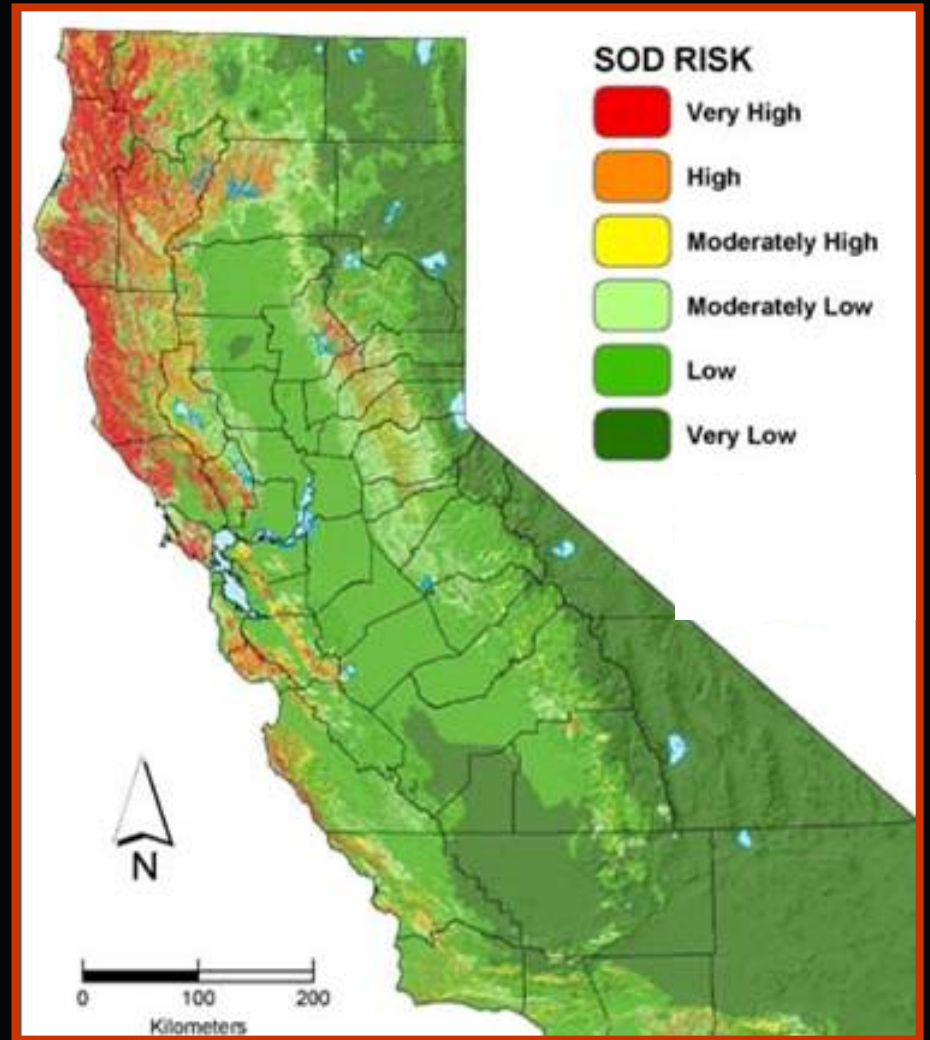 SOD RISK
Very High
High
Moderately High
Moderately Low
Low
Very Low
N
0 100 200
Kilometers